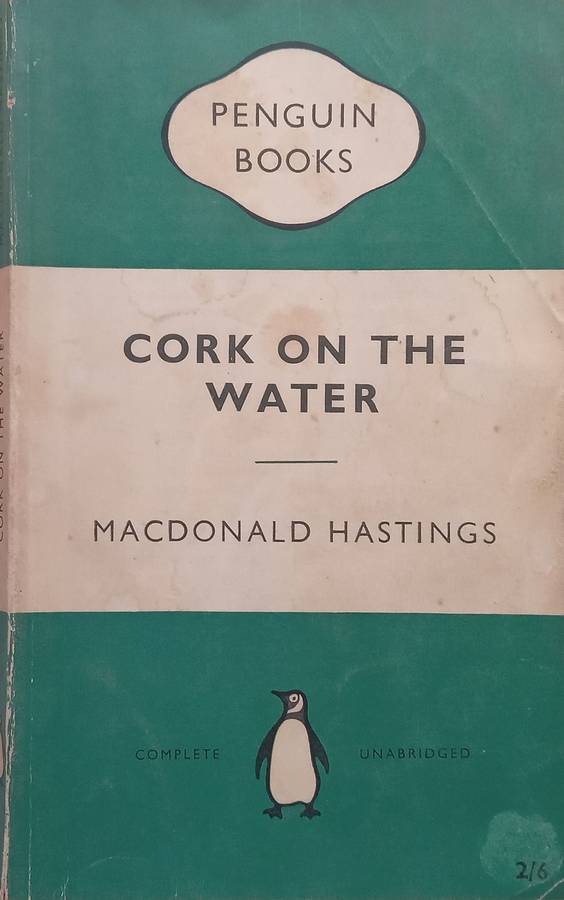 PENGUIN
BOOKS
CORK ON THE
WATER
MACDONALD HASTINGS
COMPLETE UNABRIDGED
2/6
CORK ON THE WATER